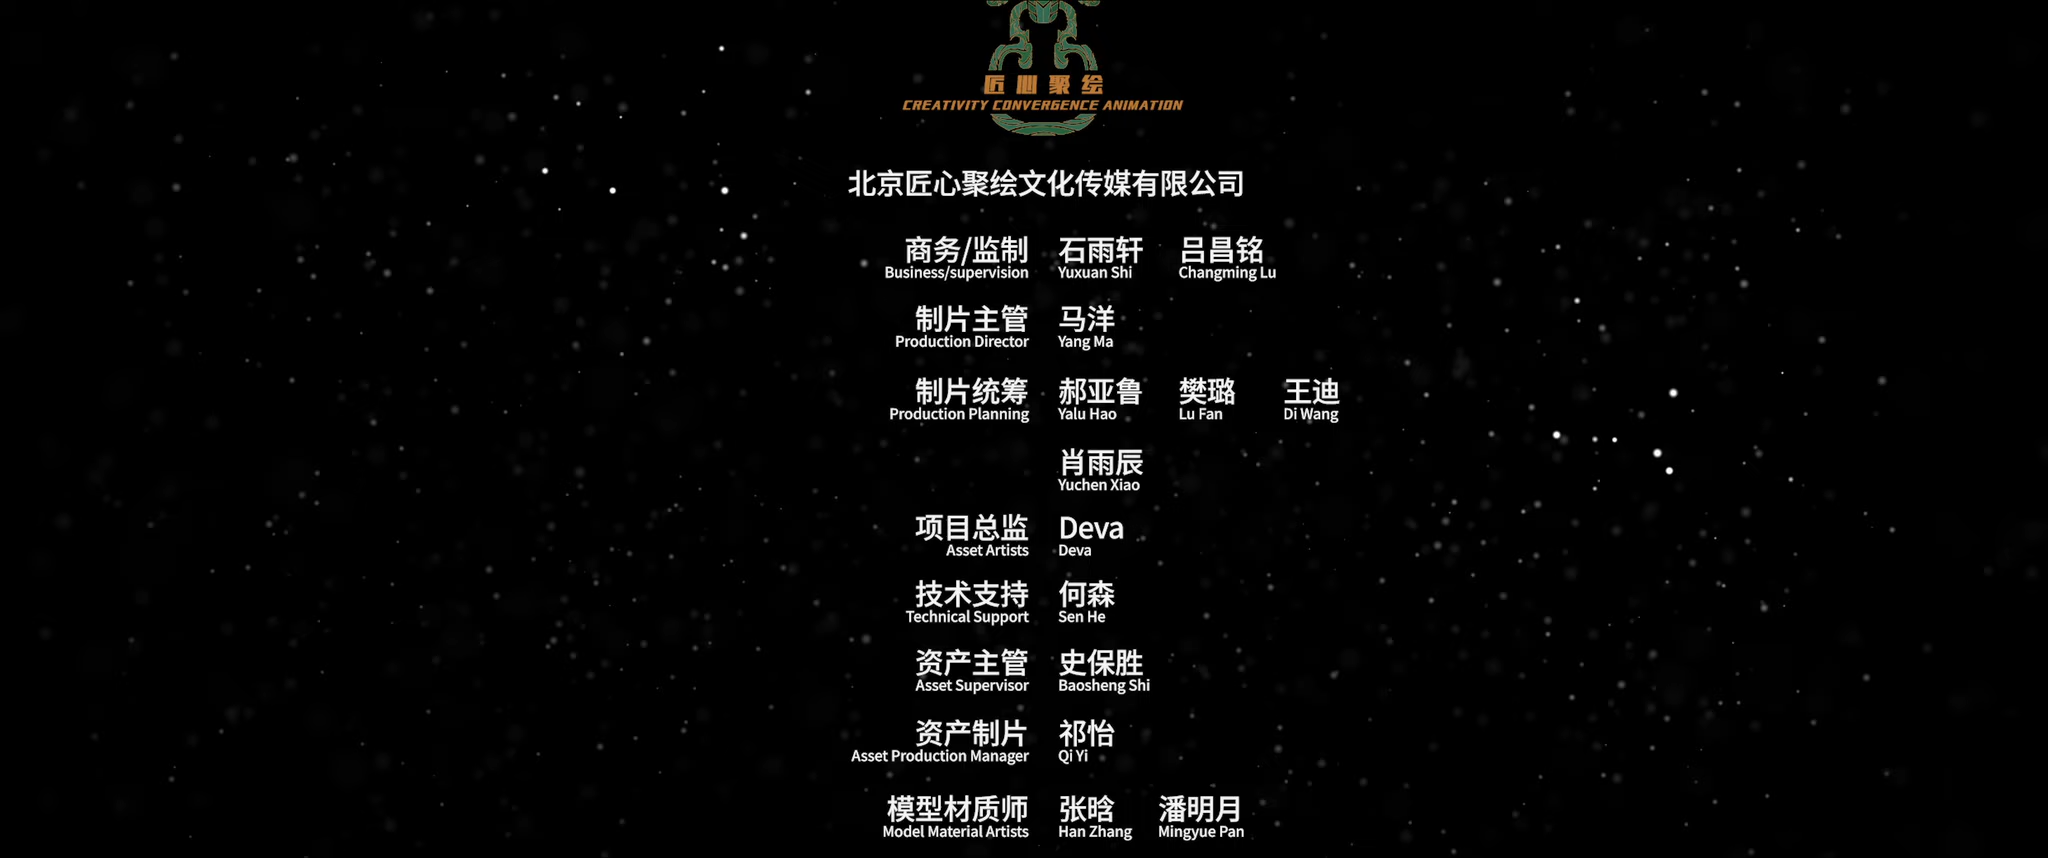 匠心聚绘
CREATIVITY CONVERGENCE ANIMATION
北京匠心聚绘文化传媒有限公司
商务/监制 石雨轩 吕昌铭
Business/supervision Yuxuan Shi Changming Lu
制片主管 马洋
Production Director Yang Ma
制片统筹 郝亚鲁 樊璐 王迪
Production Planning Yalu Hao Lu Fan Di Wang
肖雨辰
Yuchen Xiao
项目总监 Deva
Asset Artists Deva
技术支持 何森
Technical Support Sen He
资产主管 史保胜
Asset Supervisor Baosheng Shi
资产制片 祁怡
Asset Production Manager Qi Yi
模型材质师 张晗 潘明月
Model Material Artists Han Zhang Mingyue Pan